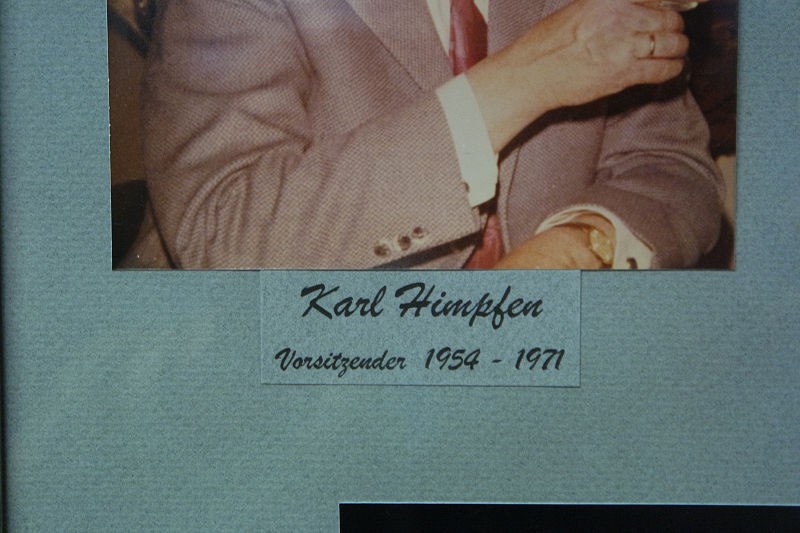 Karl Himpfen
Vorsitzender 1954 - 1971